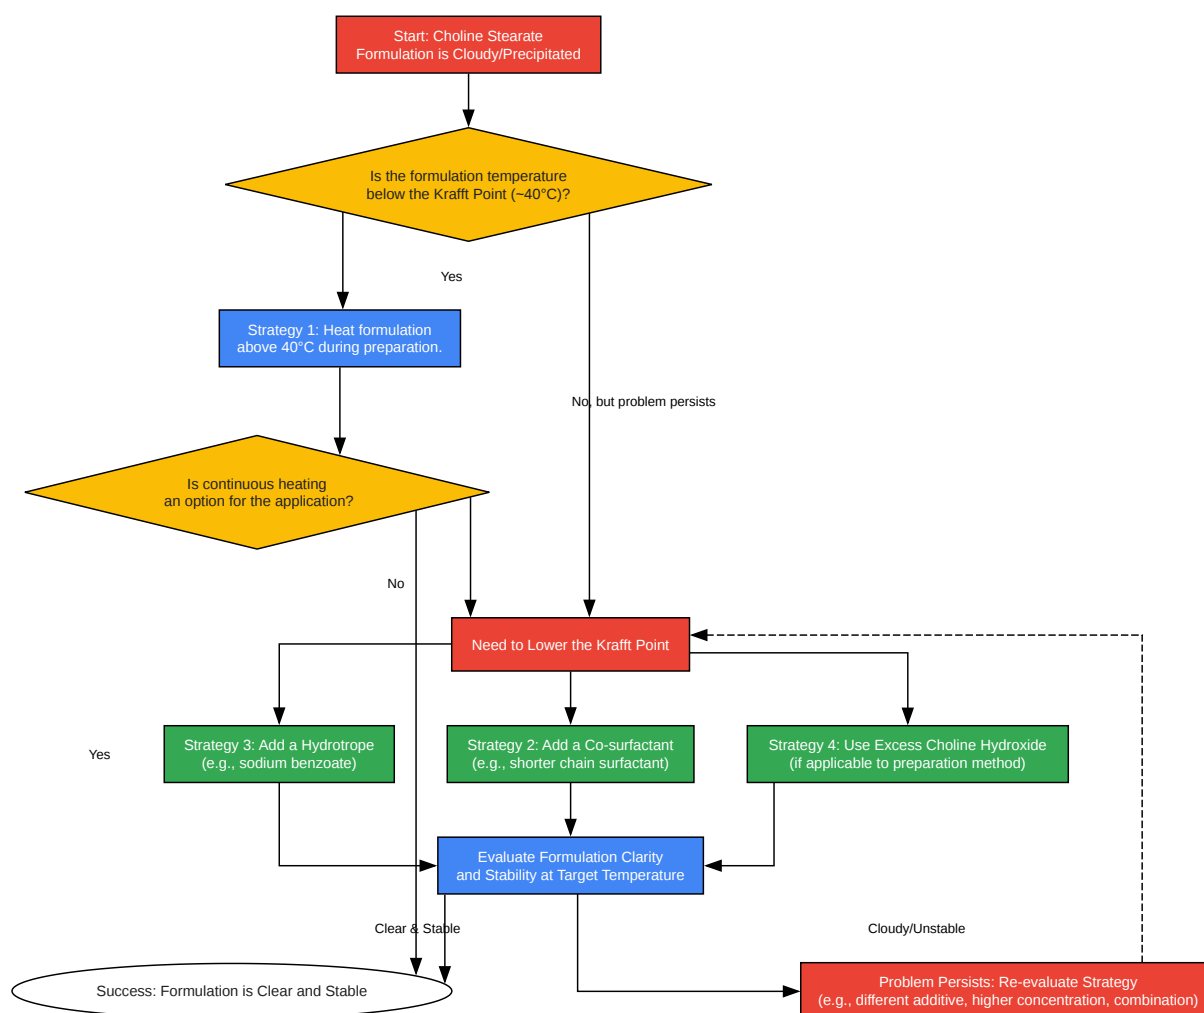 Start: Choline Stearate
Formulation is Cloudy/Precipitated
Is the formulation temperature
below the Krafft Point (~40°C)?
Yes
Strategy 1: Heat formulation
above 40°C during preparation.
No, but problem persists
Is continuous heating
an option for the application?
No
Need to Lower the Krafft Point
Yes
Strategy 3: Add a Hydrotrope
(e.g., sodium benzoate)
Strategy 2: Add a Co-surfactant
(e.g., shorter chain surfactant)
Strategy 4: Use Excess Choline Hydroxide
(if applicable to preparation method)
Evaluate Formulation Clarity
and Stability at Target Temperature
Clear & Stable
Cloudy/Unstable
Success: Formulation is Clear and Stable
Problem Persists: Re-evaluate Strategy
(e.g., different additive, higher concentration, combination)